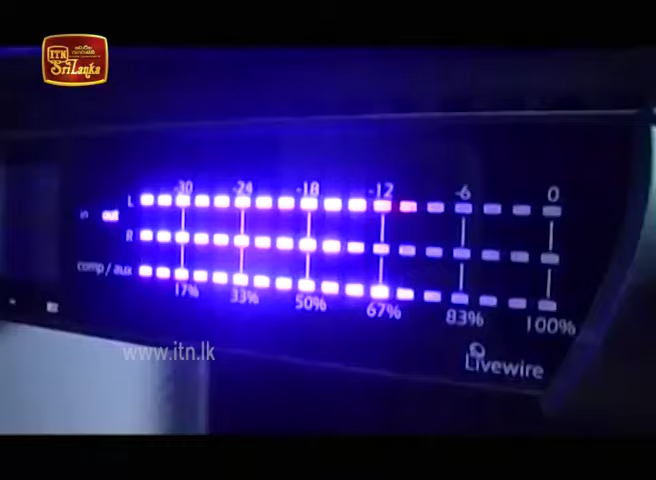 ITN
Sri Lanka
-30 -24 -18 -12 -6 0
L
in out
R
comp / aux
17% 33% 50% 67% 83% 100%
www.itn.lk
Livewire